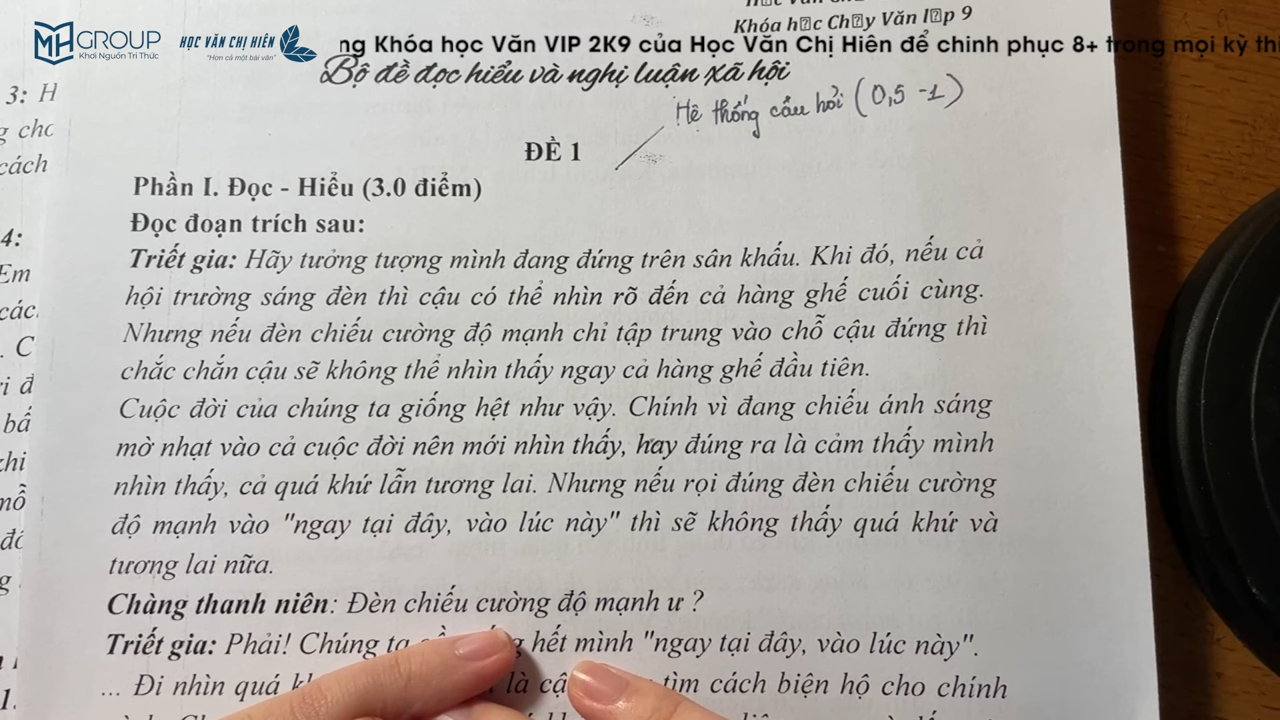 MH GROUP
Khơi Nguồn Tri Thức
HỌC VĂN CHỊ HIÊN
"Hơn cả một bài văn"
Khóa h c Ch y Văn l p 9
ng Khóa học Văn VIP 2K9 của Học Văn Chị Hiên để chinh phục 8+ trong mọi kỳ thi
Bộ đề đọc hiểu và nghị luận xã hội
Hệ thống câu hỏi (0,5 - 1)
ĐỀ 1
Phần I. Đọc - Hiểu (3.0 điểm)
Đọc đoạn trích sau:
Triết gia: Hãy tưởng tượng mình đang đứng trên sân khấu. Khi đó, nếu cả
hội trường sáng đèn thì cậu có thể nhìn rõ đến cả hàng ghế cuối cùng.
Nhưng nếu đèn chiếu cường độ mạnh chỉ tập trung vào chỗ cậu đứng thì
chắc chắn cậu sẽ không thể nhìn thấy ngay cả hàng ghế đầu tiên.
Cuộc đời của chúng ta giống hệt như vậy. Chính vì đang chiếu ánh sáng
mờ nhạt vào cả cuộc đời nên mới nhìn thấy, hay đúng ra là cảm thấy mình
nhìn thấy, cả quá khứ lẫn tương lai. Nhưng nếu rọi đúng đèn chiếu cường
độ mạnh vào "ngay tại đây, vào lúc này" thì sẽ không thấy quá khứ và
tương lai nữa.
Chàng thanh niên: Đèn chiếu cường độ mạnh ư ?
Triết gia: Phải! Chúng ta hết mình "ngay tại đây, vào lúc này".
... Đi nhìn quá là tìm cách biện hộ cho chính
3: H
g cho
cách
4:
Em
các
. C
bấ